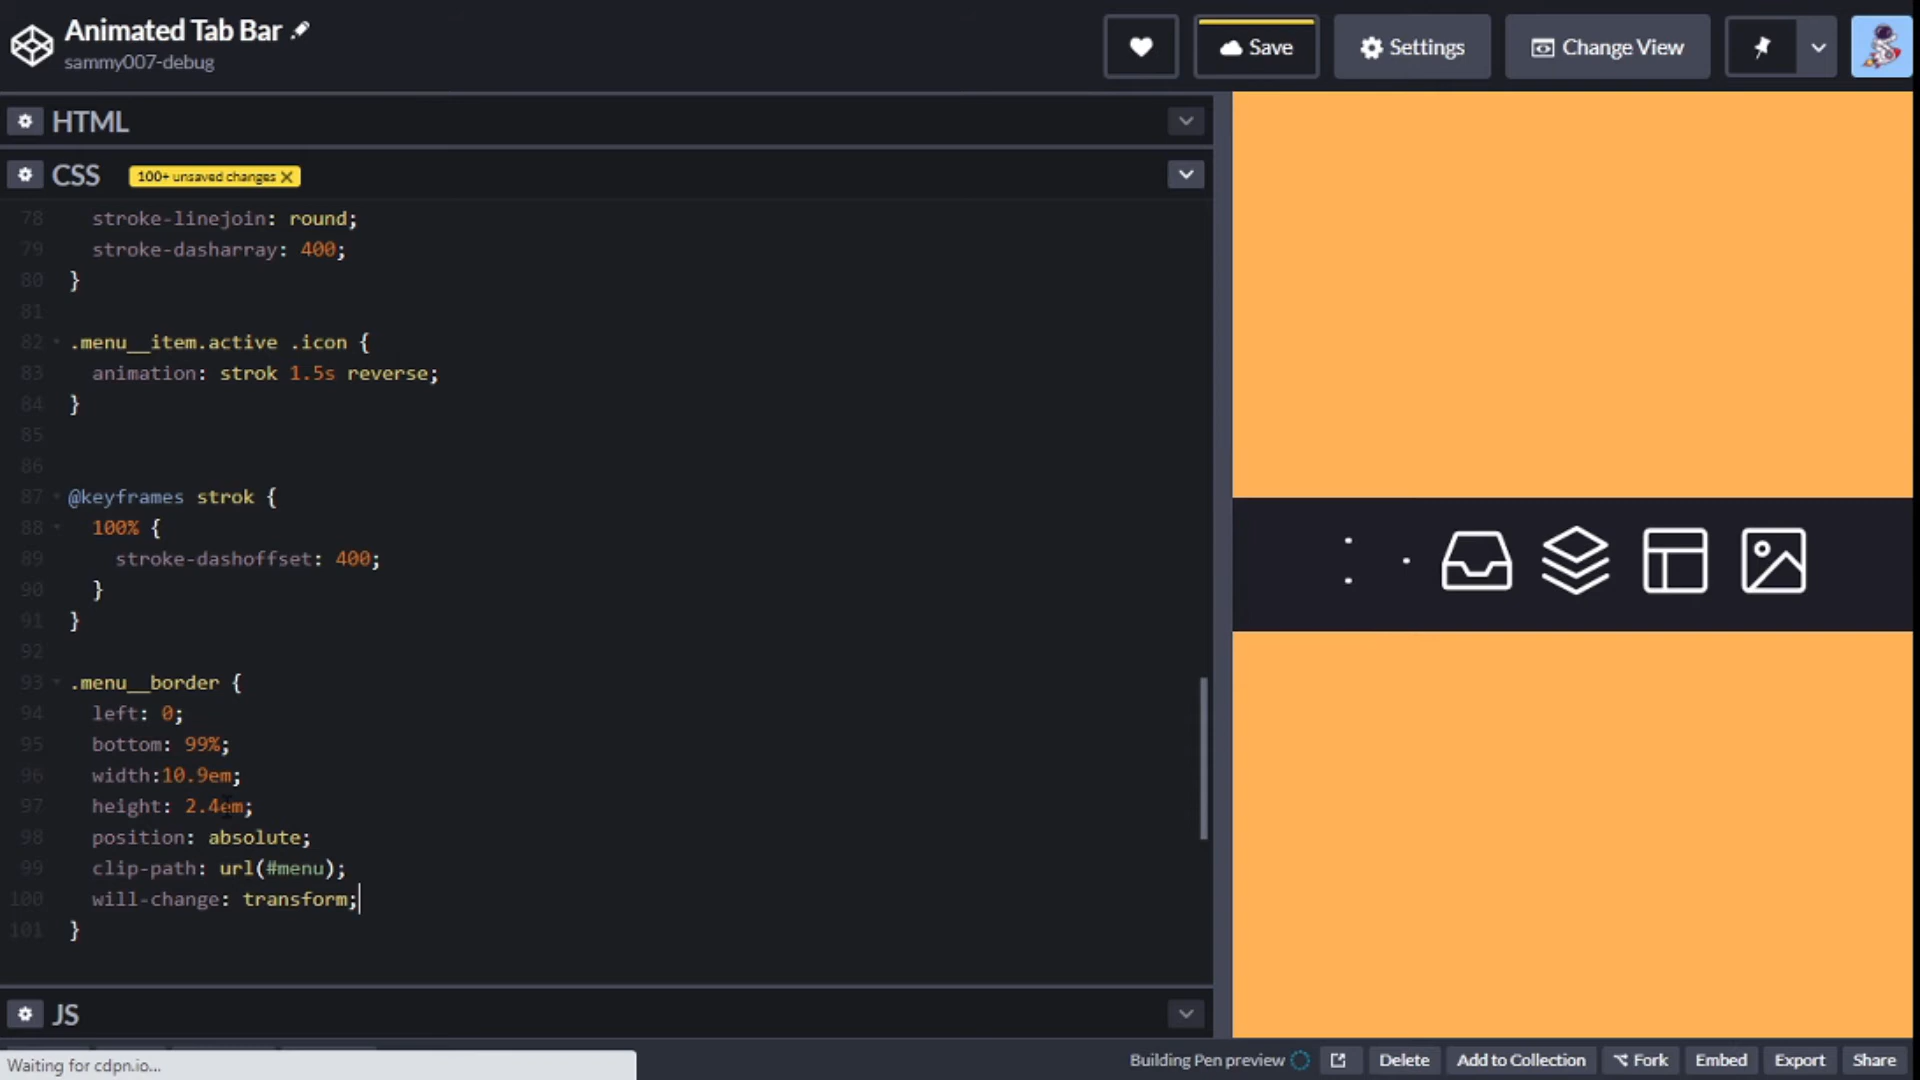 Animated Tab Bar
sammy007-debug
Save
Settings
Change View
HTML
CSS
100+ unsaved changes X
78 stroke-linejoin: round;
79 stroke-dasharray: 400;
80 }
81
82 .menu__item.active .icon {
83 animation: strok 1.5s reverse;
84 }
85
86
87 @keyframes strok {
88 100% {
89 stroke-dashoffset: 400;
90 }
91 }
92
93 .menu__border {
94 left: 0;
95 bottom: 99%;
96 width:10.9em;
97 height: 2.4em;
98 position: absolute;
99 clip-path: url(#menu);
100 will-change: transform;
101 }
JS
Waiting for cdpn.io...
Building Pen preview
Delete
Add to Collection
Fork
Embed
Export
Share